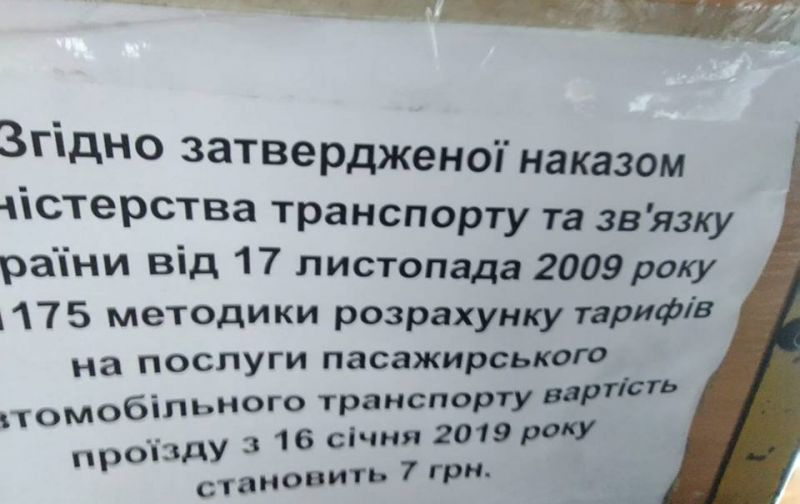 Згідно затвердженої наказом
ністерства транспорту та зв'язку
раїни від 17 листопада 2009 року
1175 методики розрахунку тарифів
на послуги пасажирського
втомобільного транспорту вартість
проїзду з 16 січня 2019 року
становить 7 грн.